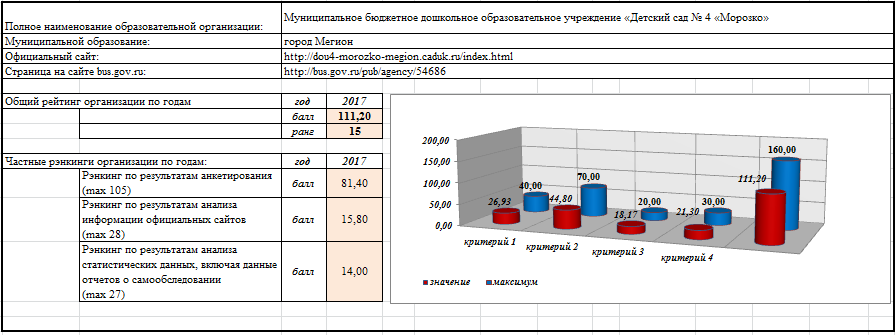 Полное наименование образовательной организации:
Муниципальное бюджетное дошкольное образовательное учреждение «Детский сад № 4 «Морозко»
Муниципальное образование:
город Мегион
Официальный сайт:
http://dou4-morozko-megion.caduk.ru/index.html
Страница на сайте bus.gov.ru:
http://bus.gov.ru/pub/agency/54686
Общий рейтинг организации по годам
год
2017
балл
111,20
ранг
15
Частные рэнкинги организации по годам:
год
2017
Рэнкинг по результатам анкетирования
(max 105)
балл
81,40
Рэнкинг по результатам анализа
информации официальных сайтов
(max 28)
балл
15,80
Рэнкинг по результатам анализа
статистических данных, включая данные
отчетов о самообследовании
(max 27)
балл
14,00
200,00
150,00
100,00
50,00
0,00
26,93
40,00
44,80
70,00
18,17
20,00
21,30
30,00
111,20
160,00
критерий 1
критерий 2
критерий 3
критерий 4
значение
максимум